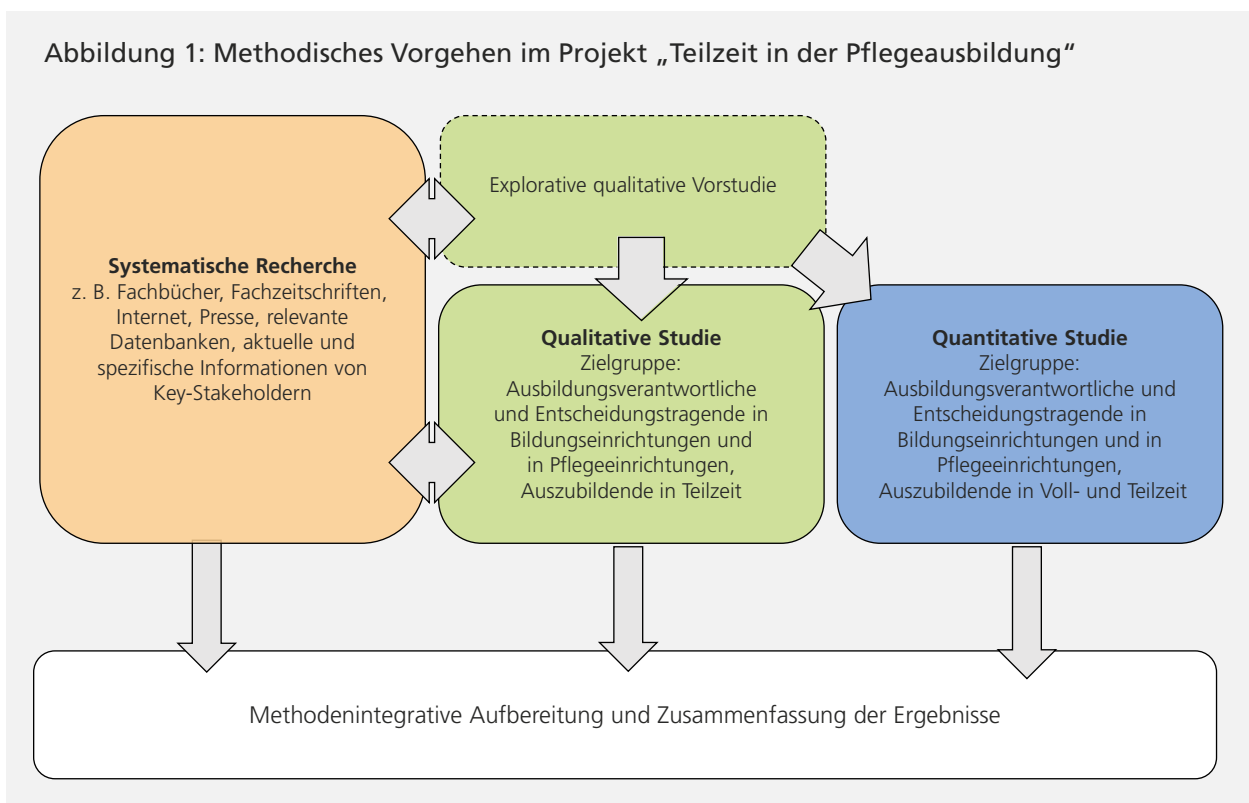 Abbildung 1: Methodisches Vorgehen im Projekt „Teilzeit in der Pflegeausbildung“
Systematische Recherche
z. B. Fachbücher, Fachzeitschriften,
Internet, Presse, relevante
Datenbanken, aktuelle und
spezifische Informationen von
Key-Stakeholdern
Explorative qualitative Vorstudie
Qualitative Studie
Zielgruppe:
Ausbildungsverantwortliche
und Entscheidungstragende in
Bildungseinrichtungen und
in Pflegeeinrichtungen,
Auszubildende in Teilzeit
Quantitative Studie
Zielgruppe:
Ausbildungsverantwortliche und
Entscheidungstragende in
Bildungseinrichtungen und in
Pflegeeinrichtungen,
Auszubildende in Voll- und Teilzeit
Methodenintegrative Aufbereitung und Zusammenfassung der Ergebnisse